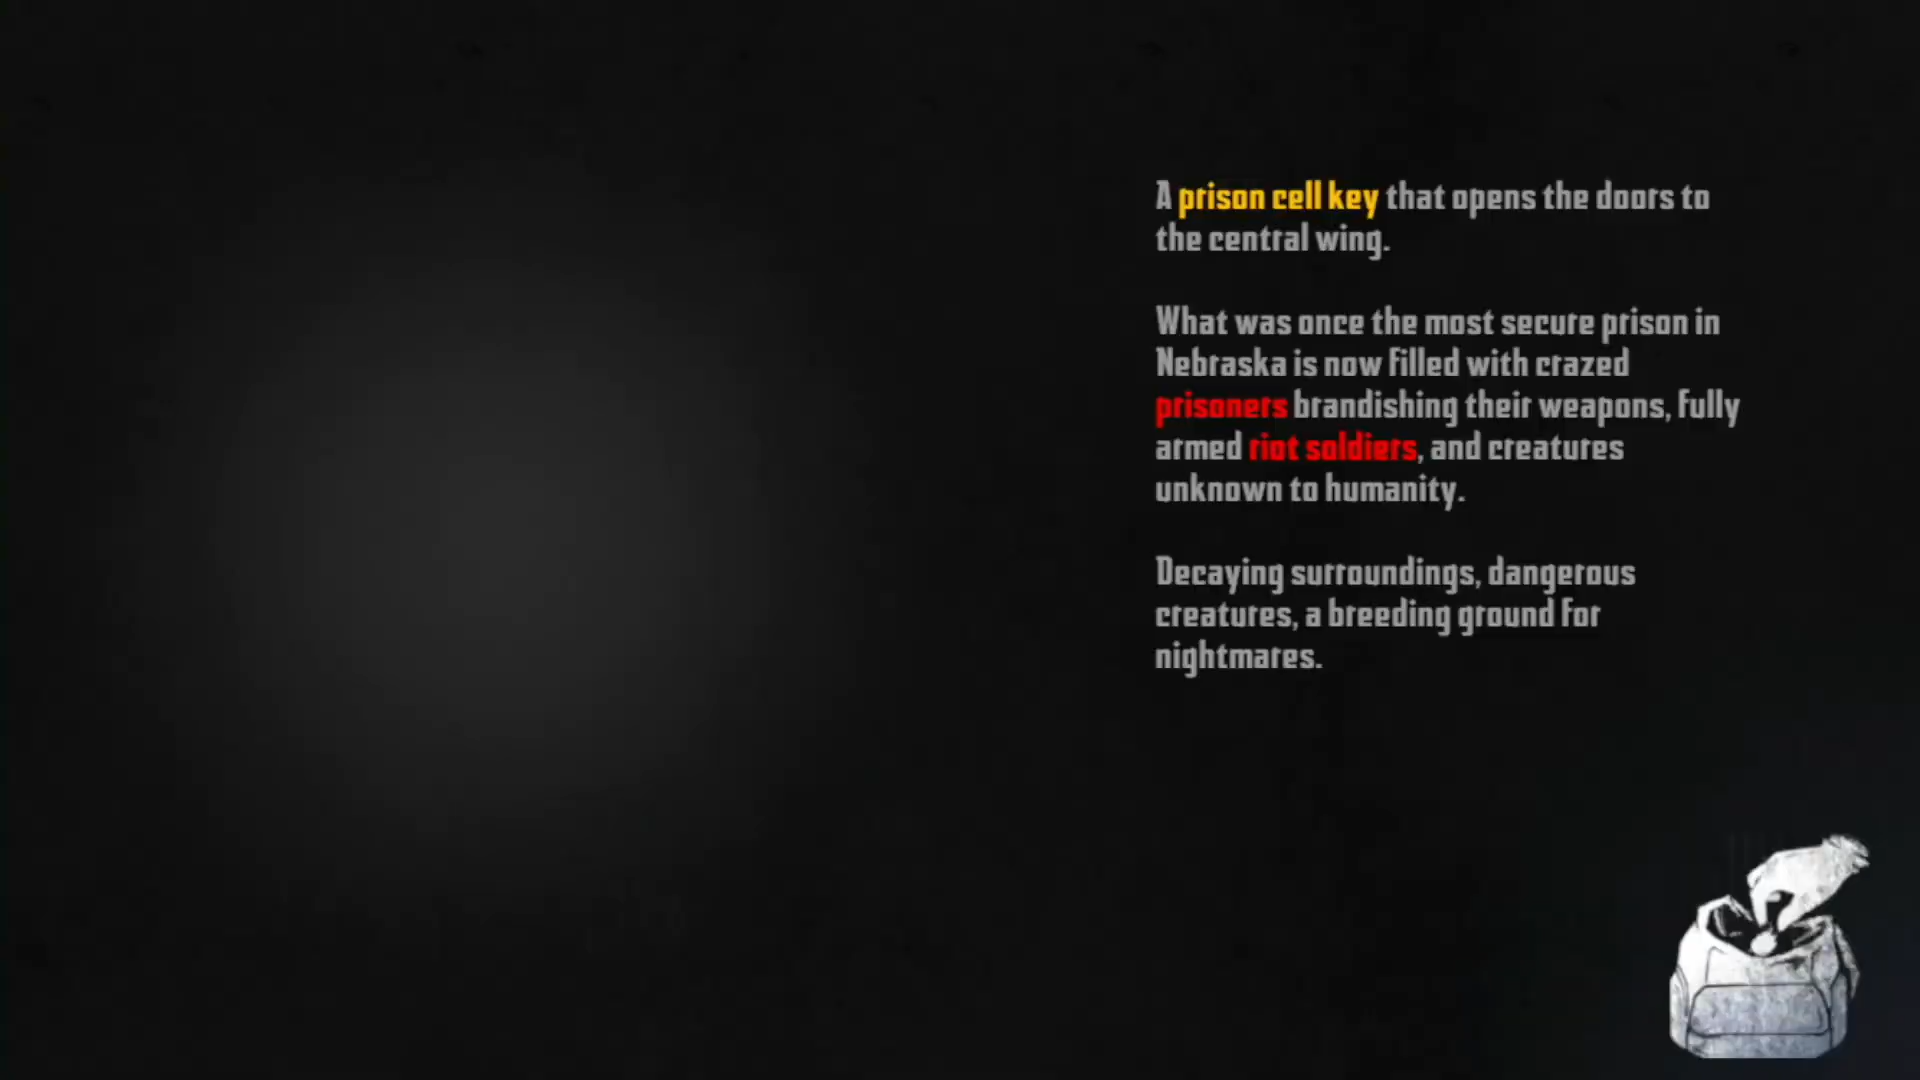 A prison cell key that opens the doors to
the central wing.
What was once the most secure prison in
Nebraska is now filled with crazed
prisoners brandishing their weapons, fully
armed riot soldiers, and creatures
unknown to humanity.
Decaying surroundings, dangerous
creatures, a breeding ground for
nightmares.